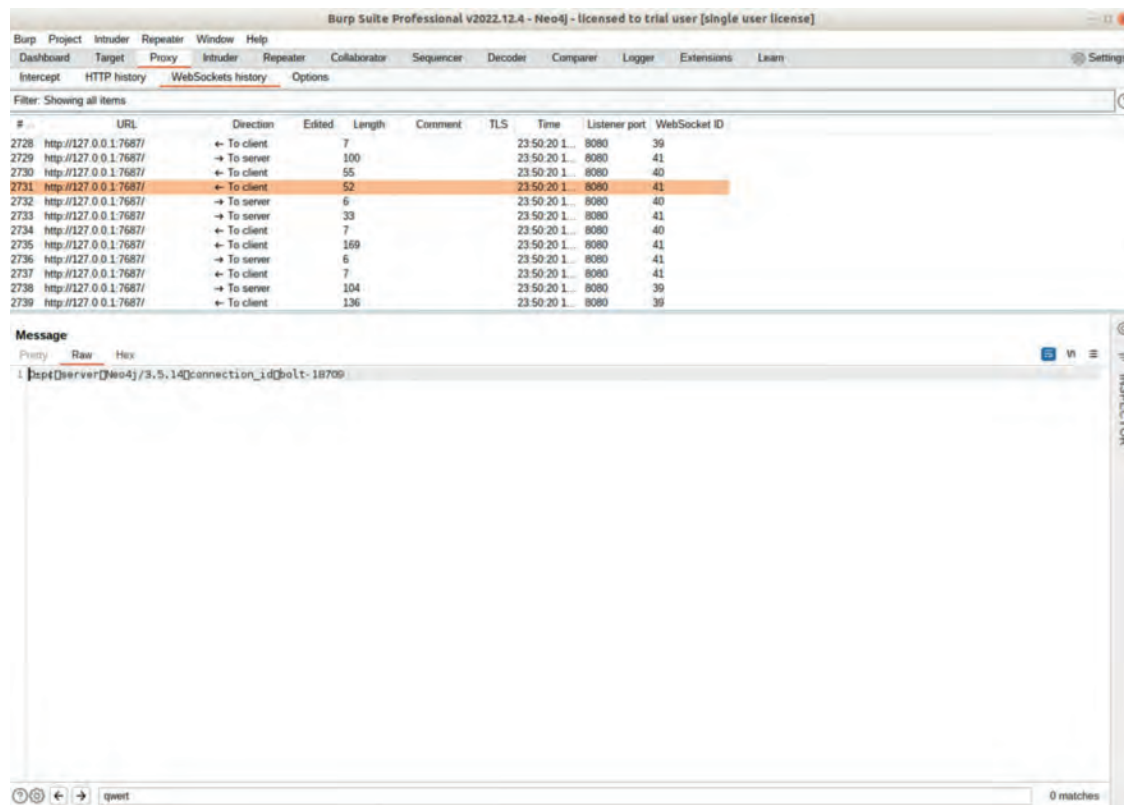 Burp Suite Professional v2022.12.4 - Neo4j - licensed to trial user [single user license]
Burp Project Intruder Repeater Window Help
Dashboard Target Proxy Intruder Repeater Collaborator Sequencer Decoder Comparer Logger Extensions Learn Settings
Intercept HTTP history WebSockets history Options
Filter: Showing all items
# URL Direction Edited Length Comment TLS Time Listener port WebSocket ID
2728 http://127.0.0.1:7687/ ← To client 7 23:50:20 1... 8080 39
2729 http://127.0.0.1:7687/ → To server 100 23:50:20 1... 8080 41
2730 http://127.0.0.1:7687/ ← To client 55 23:50:20 1... 8080 40
2731 http://127.0.0.1:7687/ ← To client 52 23:50:20 1... 8080 41
2732 http://127.0.0.1:7687/ → To server 6 23:50:20 1... 8080 40
2733 http://127.0.0.1:7687/ → To server 33 23:50:20 1... 8080 41
2734 http://127.0.0.1:7687/ ← To client 7 23:50:20 1... 8080 40
2735 http://127.0.0.1:7687/ ← To client 169 23:50:20 1... 8080 41
2736 http://127.0.0.1:7687/ → To server 6 23:50:20 1... 8080 41
2737 http://127.0.0.1:7687/ ← To client 7 23:50:20 1... 8080 41
2738 http://127.0.0.1:7687/ → To server 104 23:50:20 1... 8080 39
2739 http://127.0.0.1:7687/ ← To client 136 23:50:20 1... 8080 39
Message
Pretty Raw Hex
\n
INSPECTOR
1 server Neo4j/3.5.14 connection_id bolt-18709
qwert
0 matches